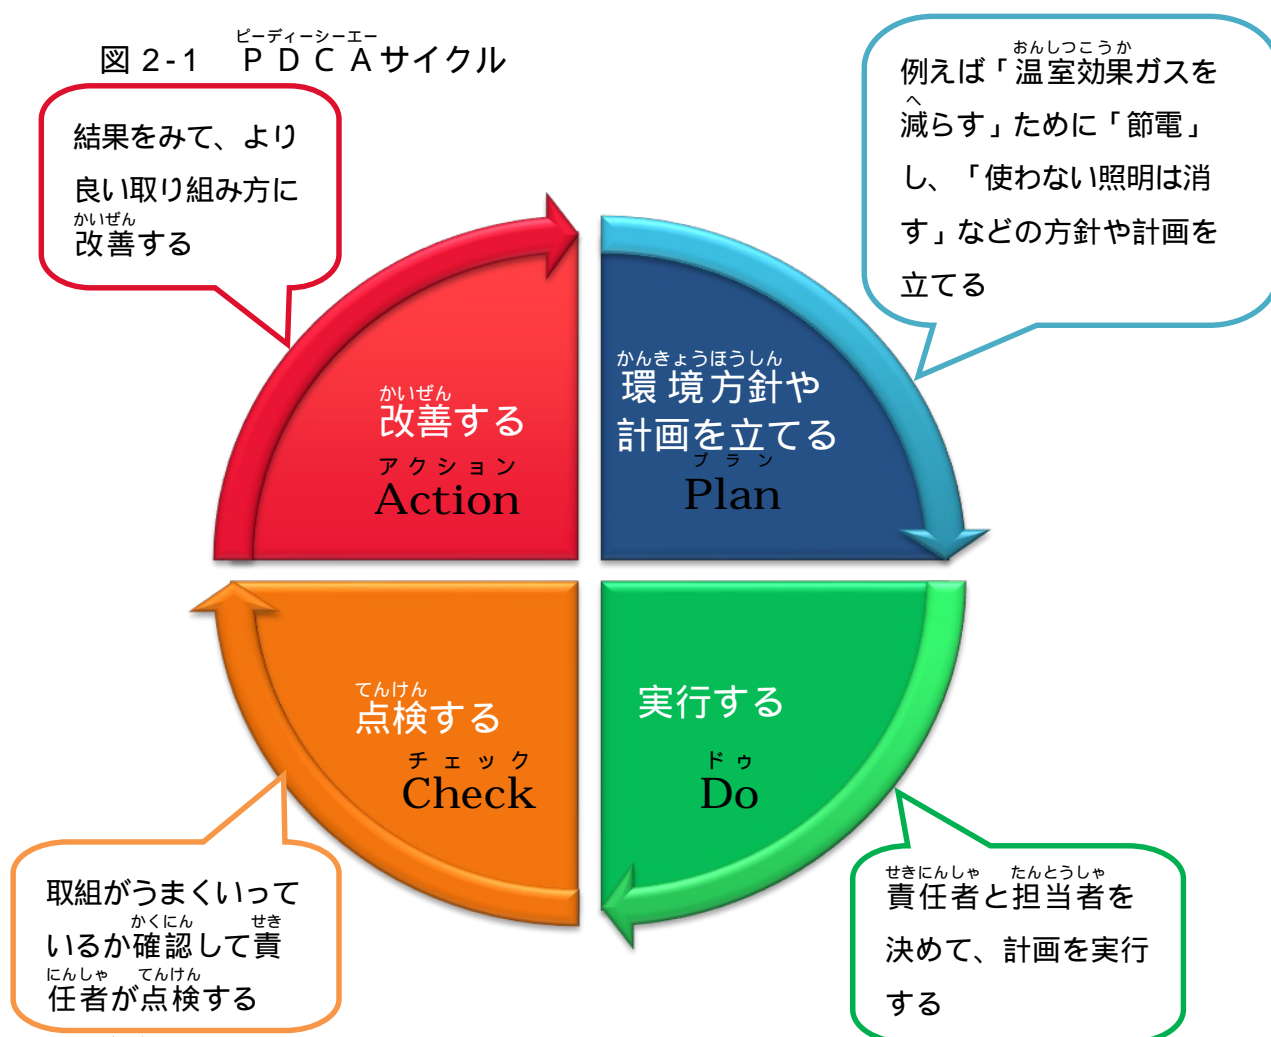 ピーディーシーエー
図2-1 PDCAサイクル
結果をみて、より
良い取り組み方に
かいぜん
改善する
おんしつこうか
例えば「温室効果ガスを
へ
減らす」ために「節電」
し、「使わない照明は消
す」などの方針や計画を
立てる
かいぜん
改善する
アクション
Action
かんきょうほうしん
環境方針や
計画を立てる
プラン
Plan
てんけん
点検する
チェック
Check
実行する
ドゥ
Do
取組がうまくいって
かくにん せき
いるか確認して責
にんしゃ てんけん
任者が点検する
せきにんしゃ たんとうしゃ
責任者と担当者を
決めて、計画を実行
する